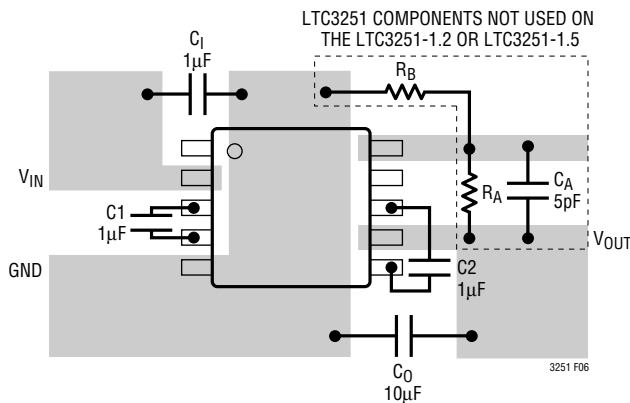 LTC3251 COMPONENTS NOT USED ON
THE LTC3251-1.2 OR LTC3251-1.5
CI
1µF
RB
VIN
C1
1µF
RA
CA
5pF
VOUT
GND
C2
1µF
CO
10µF
3251 F06